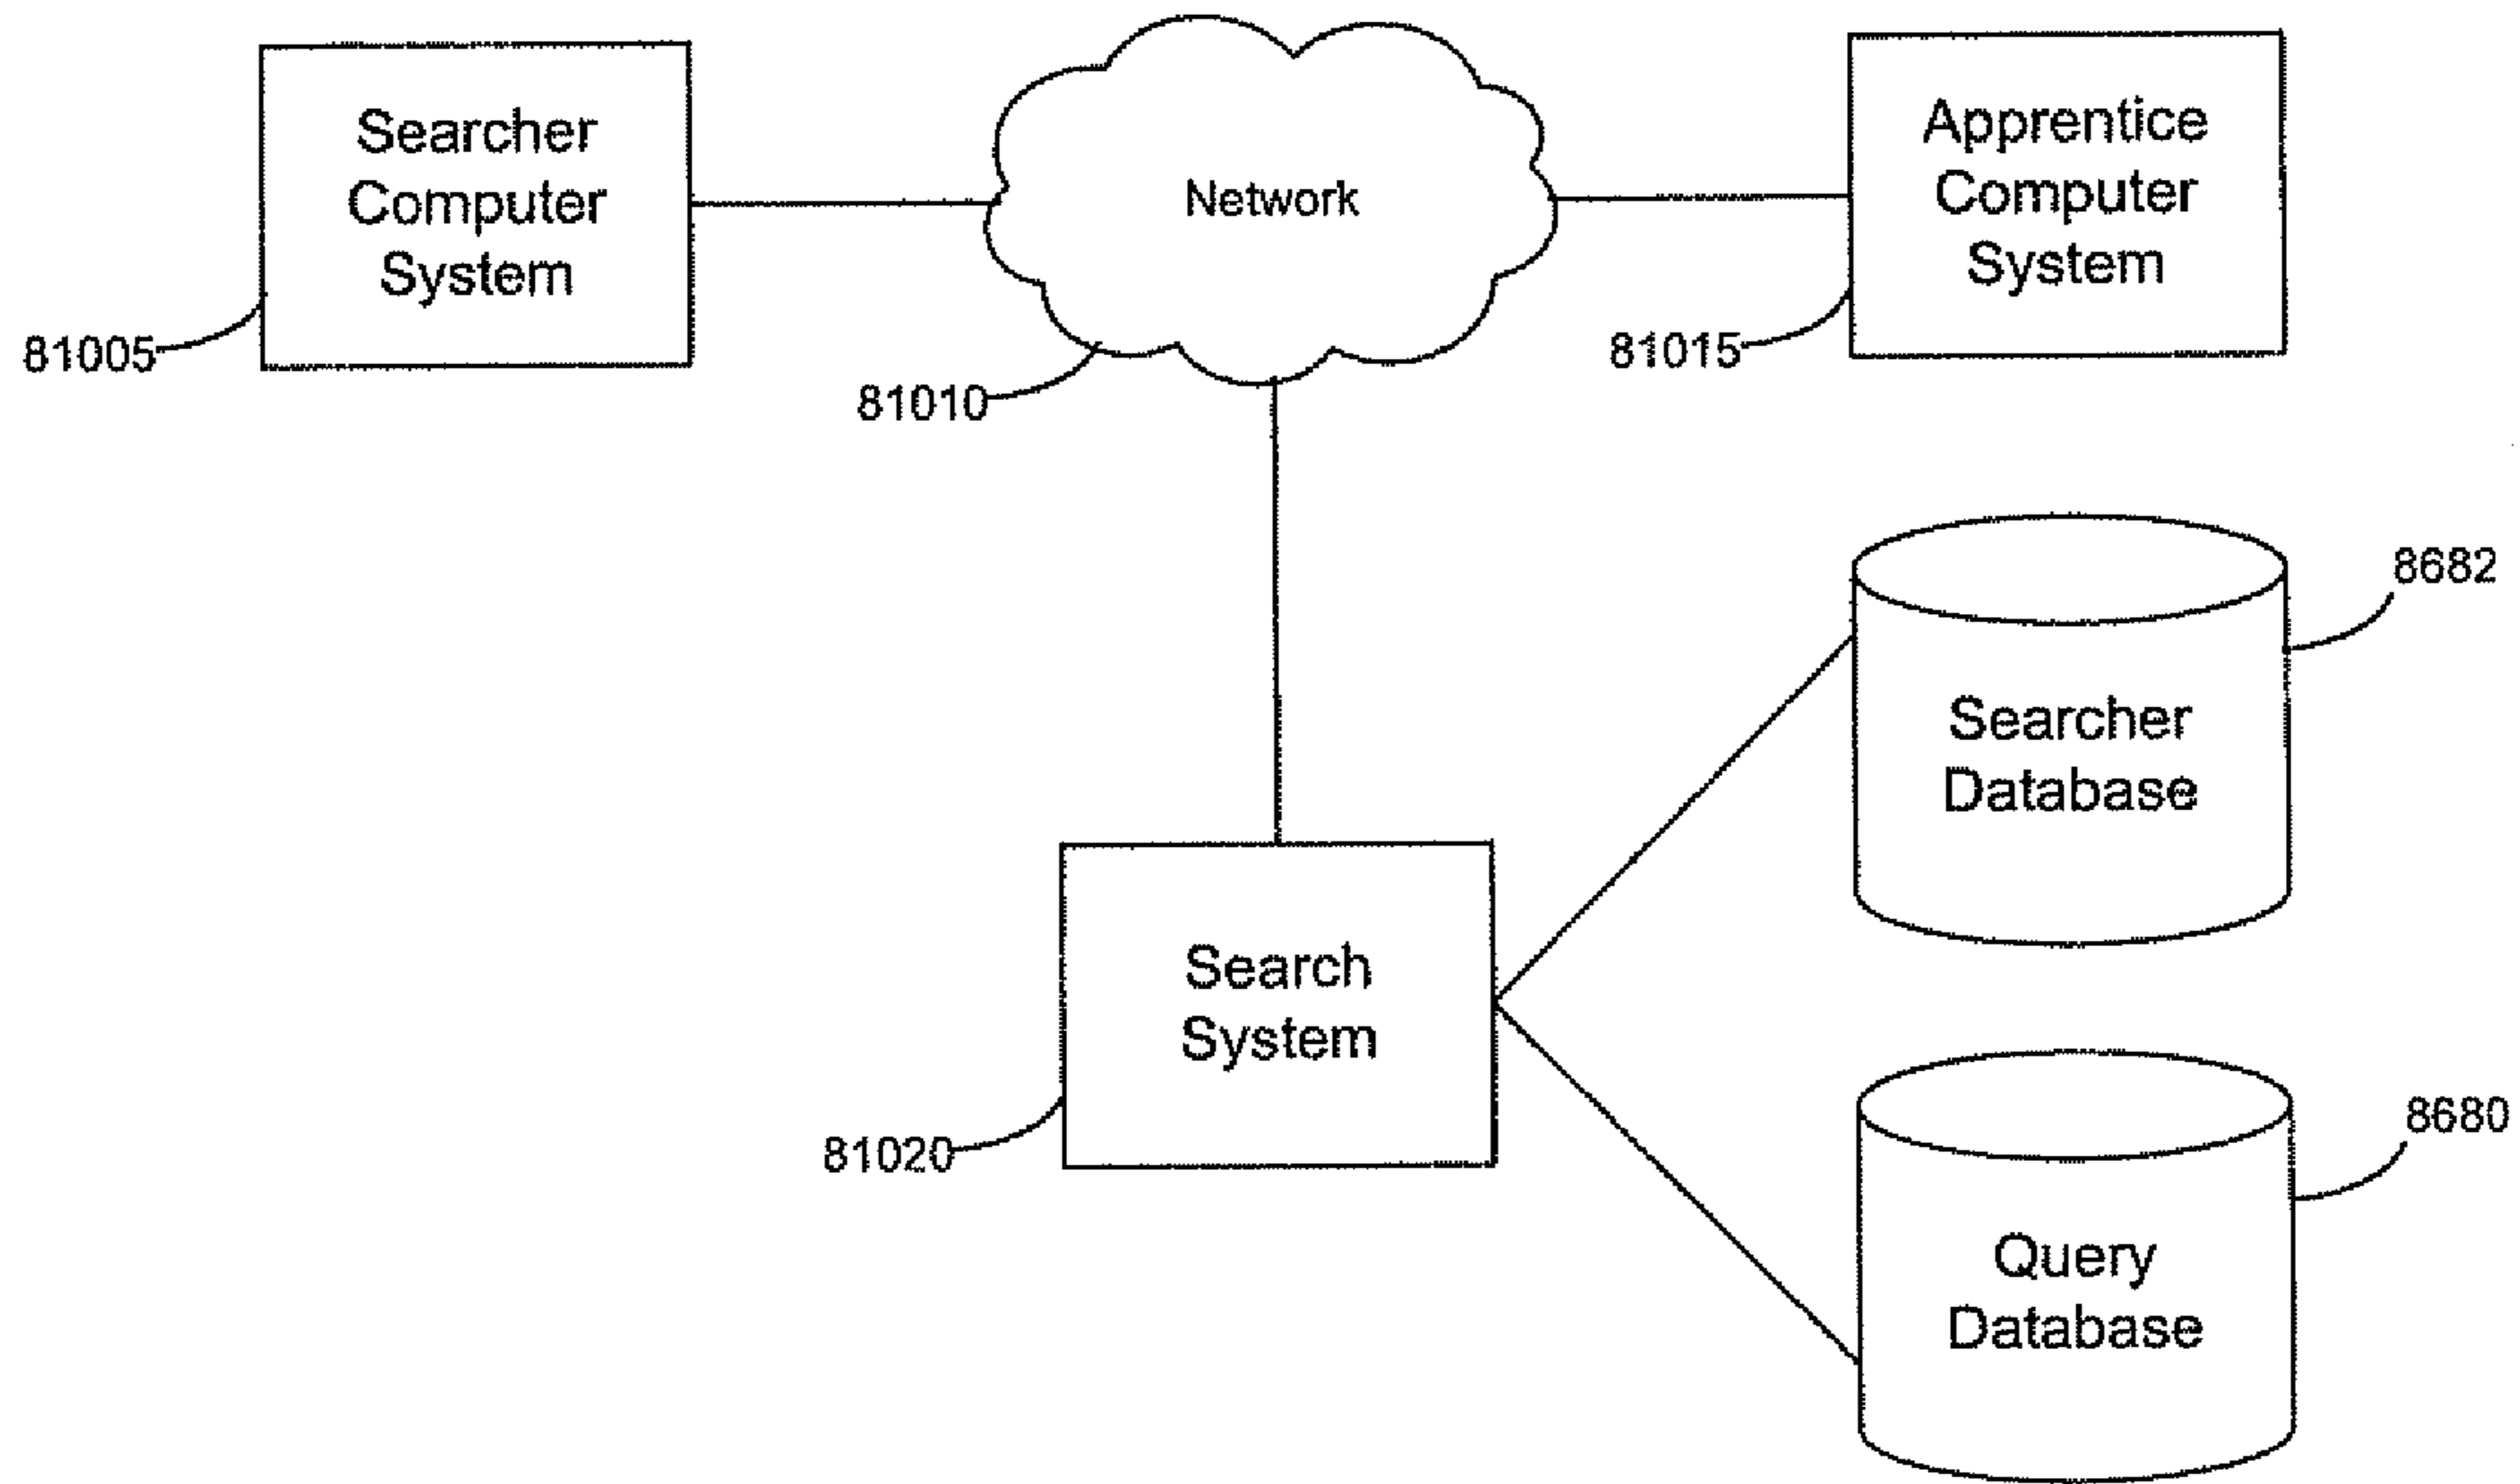 Searcher
Computer
System
81005
Network
81010
Apprentice
Computer
System
81015
8682
Searcher
Database
Search
System
81020
8680
Query
Database